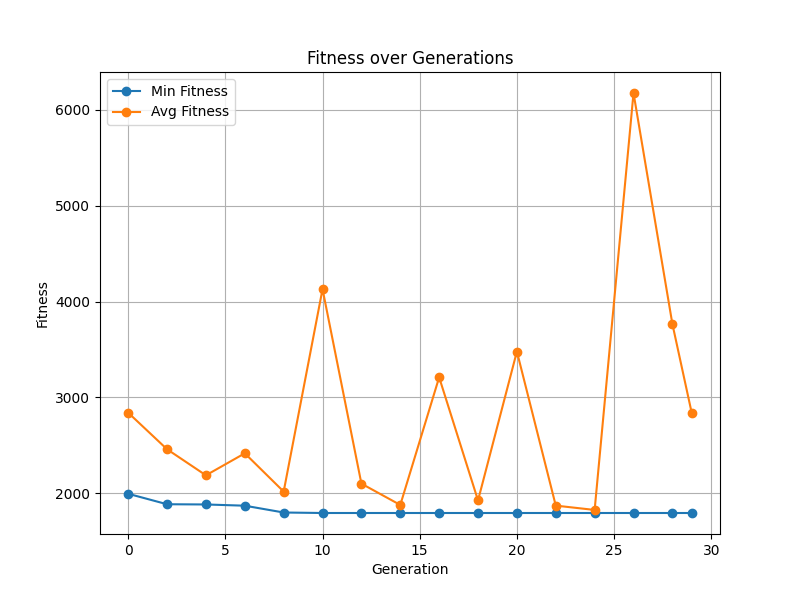 Fitness over Generations
Min Fitness
Avg Fitness
6000
5000
4000
3000
2000
Fitness
0 5 10 15 20 25 30
Generation